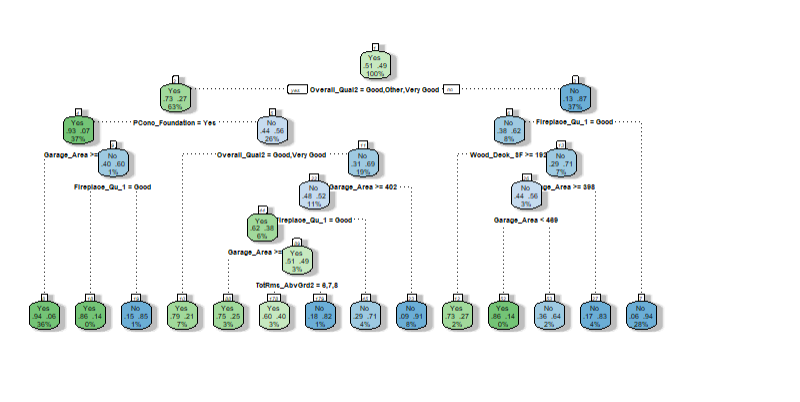 Yes
.51 .49
100%
yes Overall_Qual2 = Good,Other,Very Good no
Yes
.73 .27
63%
No
.13 .87
37%
PConc_Foundation = Yes
Fireplace_Qu_1 = Good
Yes
.93 .07
37%
No
.44 .56
26%
No
.38 .62
8%
Garage_Area >=
Overall_Qual2 = Good,Very Good
Wood_Deck_SF >= 192
No
.40 .60
1%
No
.31 .69
19%
No
.29 .71
7%
Fireplace_Qu_1 = Good
Garage_Area >= 402
ge_Area >= 398
No
.48 .52
11%
No
.44 .56
3%
Fireplace_Qu_1 = Good
Garage_Area < 469
Yes
.62 .38
6%
Garage_Area >=
Yes
.51 .49
3%
TotRms_AbvGrd2 = 6,7,8
Yes Yes No Yes Yes Yes No No No Yes Yes No No No
.94 .06 .86 .14 .15 .85 .79 .21 .75 .25 .60 .40 .18 .82 .29 .71 .09 .91 .73 .27 .86 .14 .36 .64 .17 .83 .06 .94
36% 0% 1% 7% 3% 3% 1% 4% 8% 2% 0% 2% 4% 28%